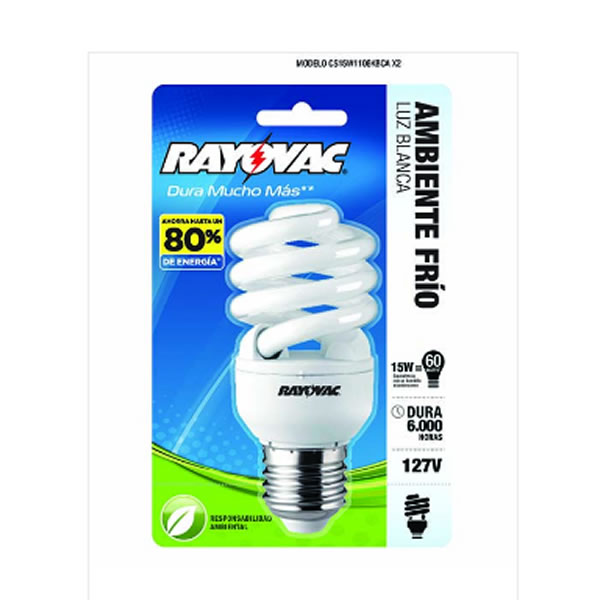 MODELO CS15W110BKBCA X2
RAYOVAC
Dura Mucho Más**
AHORRA HASTA UN
80%
DE ENERGÍA*
RAYOVAC
RESPONSABILIDAD
AMBIENTAL
AMBIENTE FRÍO
LUZ BLANCA
15W = 60
DURA
6.000
HORAS
127V